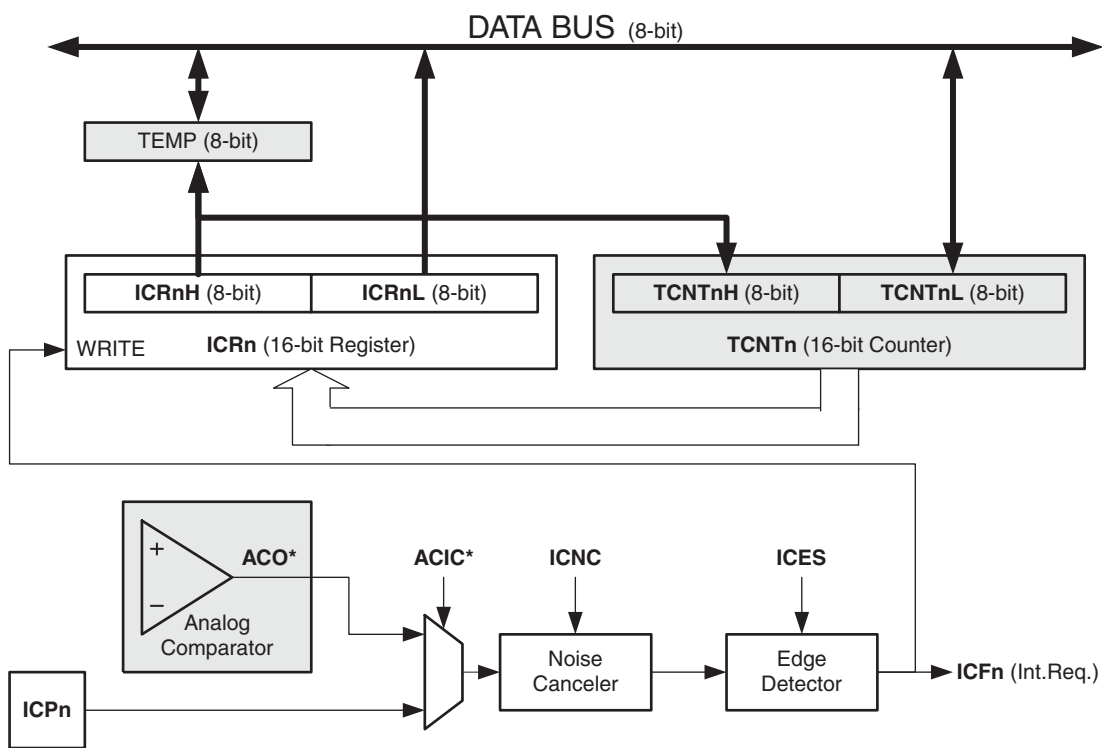 DATA BUS (8-bit)
TEMP (8-bit)
ICRnH (8-bit)
ICRnL (8-bit)
TCNTnH (8-bit)
TCNTnL (8-bit)
WRITE
ICRn (16-bit Register)
TCNTn (16-bit Counter)
+
−
ACO*
Analog
Comparator
ACIC*
ICNC
ICES
Noise
Canceler
Edge
Detector
ICFn (Int.Req.)
ICPn